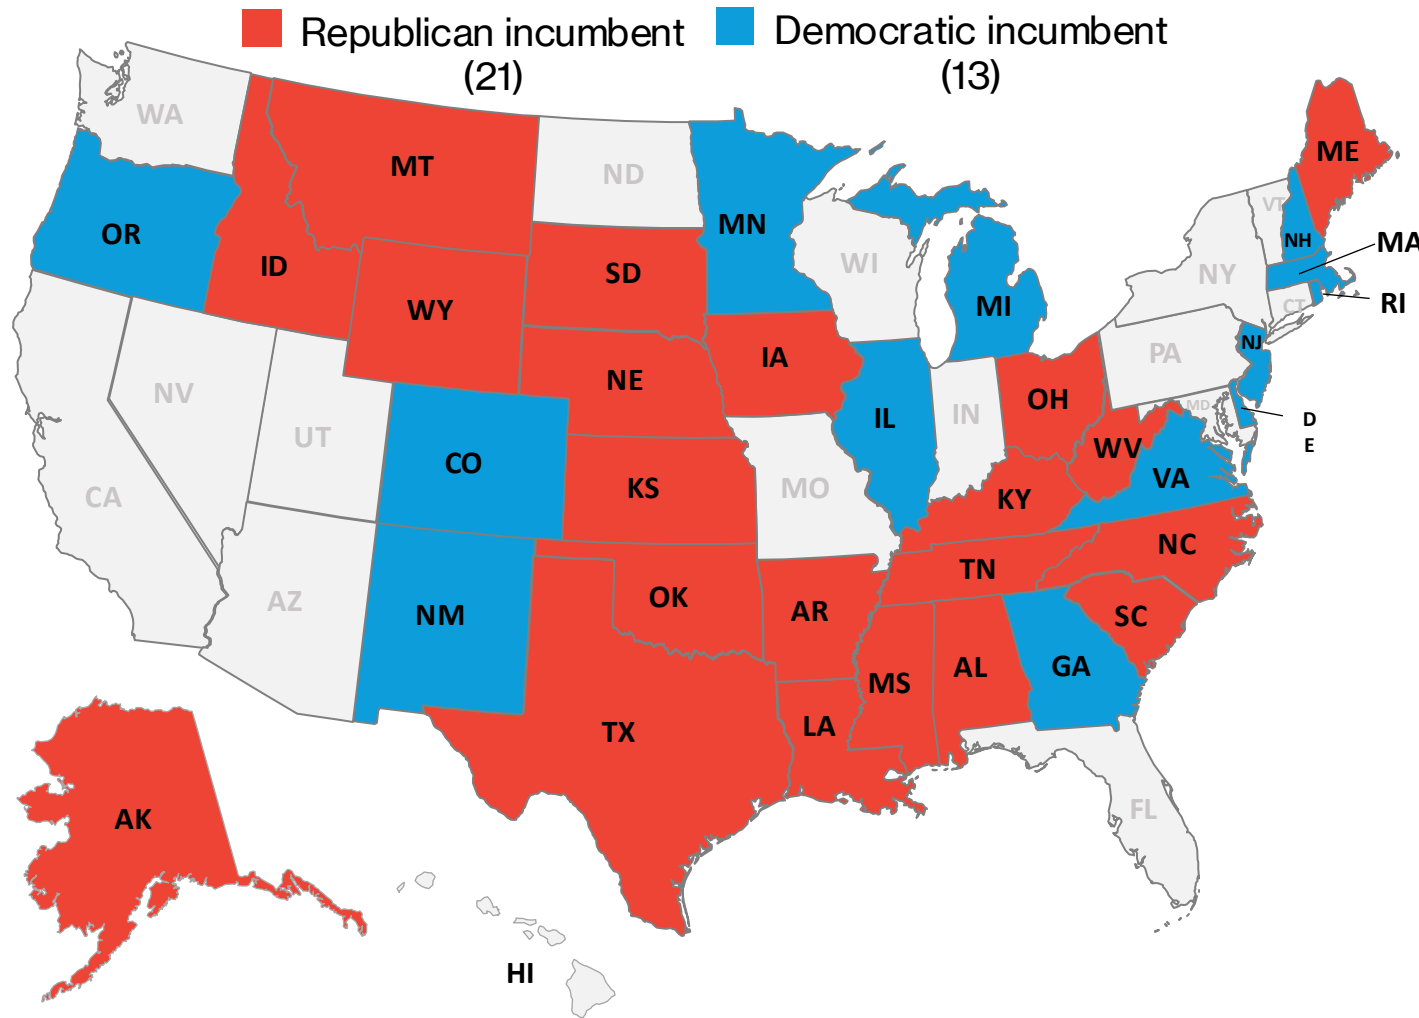 Republican incumbent
(21)
Democratic incumbent
(13)
WA
MT
ND
MN
ME
VT
NH
MA
OR
ID
SD
WI
NY
MI
CT
RI
WY
IA
NE
PA
NJ
NV
UT
CO
IL
IN
OH
MD
D
E
WV
VA
KS
MO
KY
CA
NC
TN
AZ
NM
OK
AR
SC
MS
AL
GA
TX
LA
FL
AK
HI